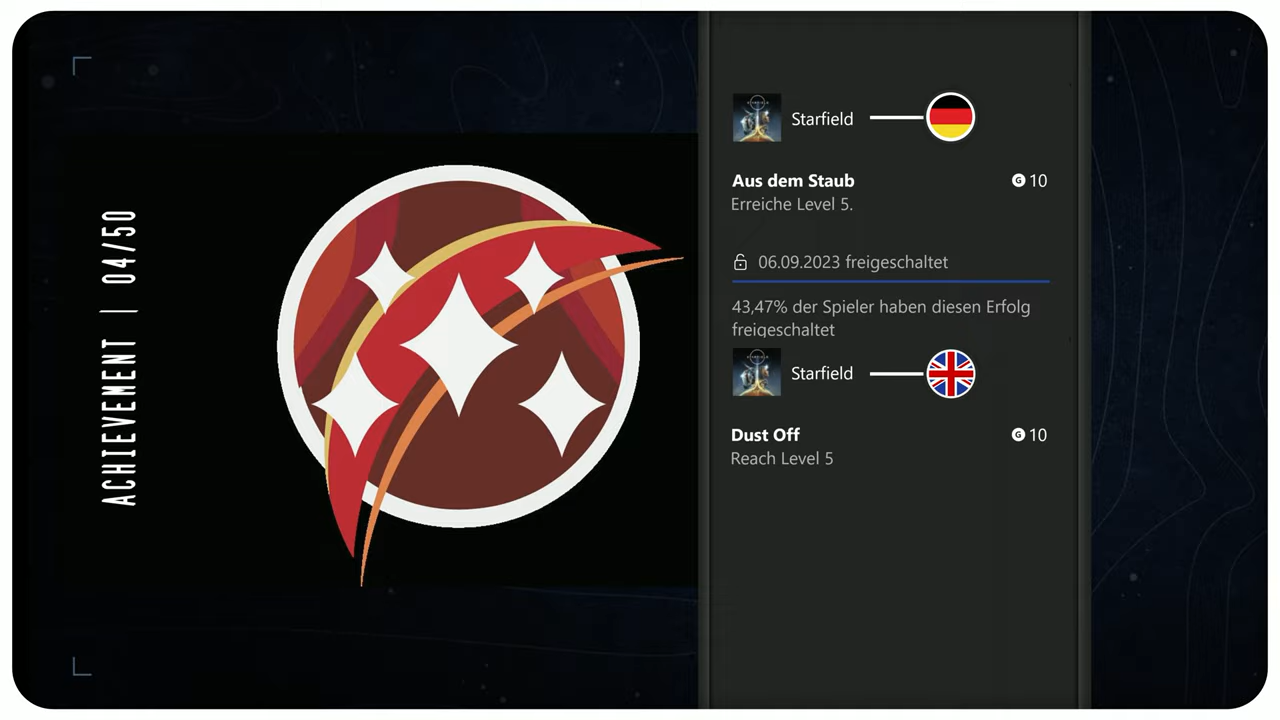 ACHIEVEMENT | 04/50
Starfield
Aus dem Staub
G 10
Erreiche Level 5.
06.09.2023 freigeschaltet
43,47% der Spieler haben diesen Erfolg
freigeschaltet
Starfield
Dust Off
G 10
Reach Level 5